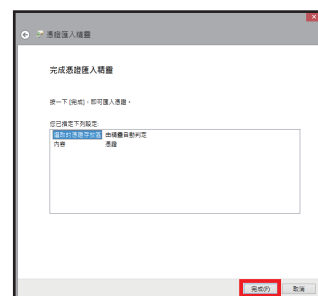 憑證匯入精靈
完成憑證匯入精靈
按一下 [完成]，即可匯入憑證。
您已指定下列設定:
選取的憑證存放區 由精靈自動判定
內容 憑證
完成(F) 取消